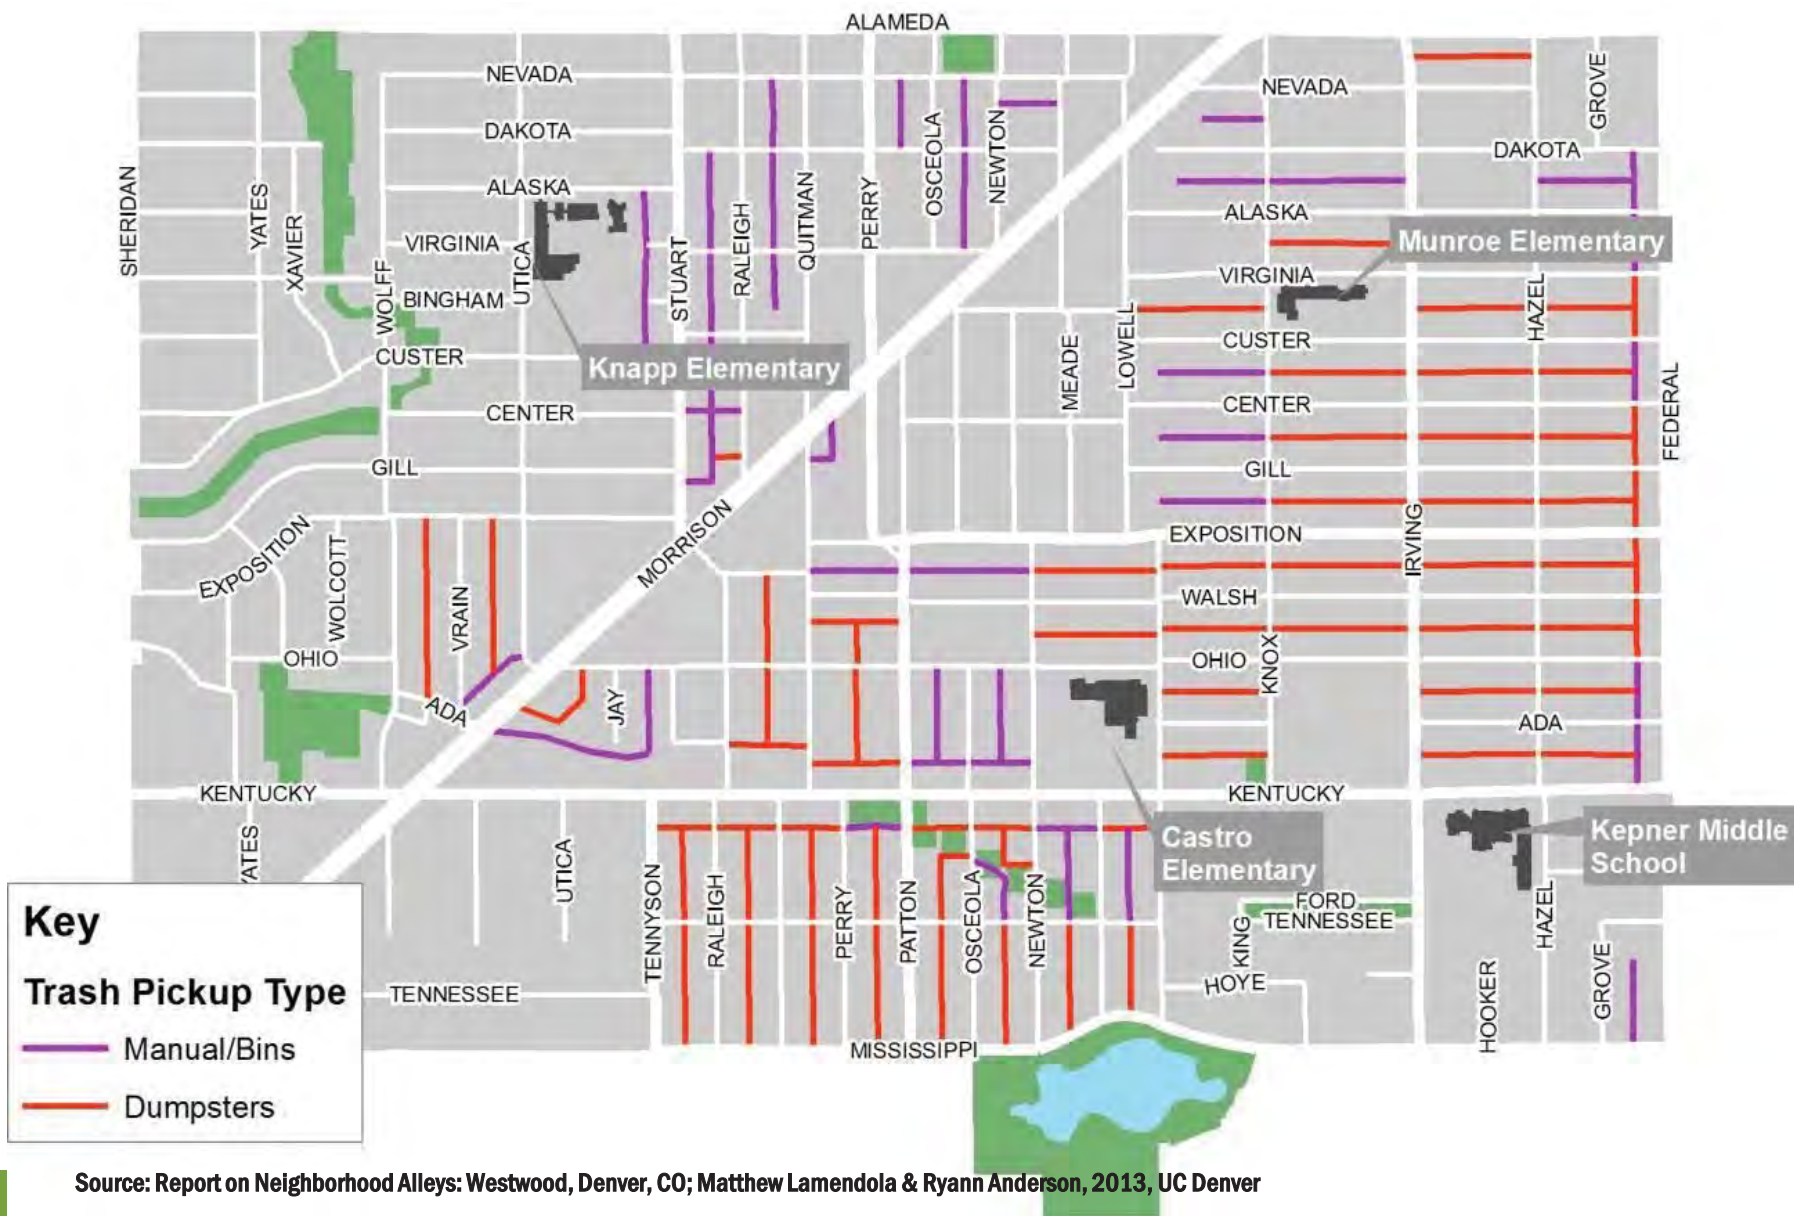 ALAMEDA
NEVADA
NEVADA
GROVE
DAKOTA
DAKOTA
OSCEOLA
NEWTON
SHERIDAN
YATES
XAVIER
ALASKA
ALASKA
VIRGINIA
UTICA
STUART
RALEIGH
QUITMAN
PERRY
Munroe Elementary
VIRGINIA
WOLFF
BINGHAM
HAZEL
CUSTER
CUSTER
Knapp Elementary
MEADE
LOWELL
FEDERAL
CENTER
CENTER
GILL
GILL
MORRISON
EXPOSITION
EXPOSITION
IRVING
WOLCOTT
VRAIN
WALSH
OHIO
OHIO
KNOX
ADA
JAY
ADA
KENTUCKY
KENTUCKY
YATES
UTICA
TENNYSON
RALEIGH
PERRY
PATTON
OSCEOLA
NEWTON
Castro
Elementary
Kepner Middle
School
FORD
TENNESSEE
KING
HOYE
HAZEL
HOOKER
GROVE
TENNESSEE
MISSISSIPPI
Key
Trash Pickup Type
Manual/Bins
Dumpsters
Source: Report on Neighborhood Alleys: Westwood, Denver, CO; Matthew Lamendola & Ryann Anderson, 2013, UC Denver